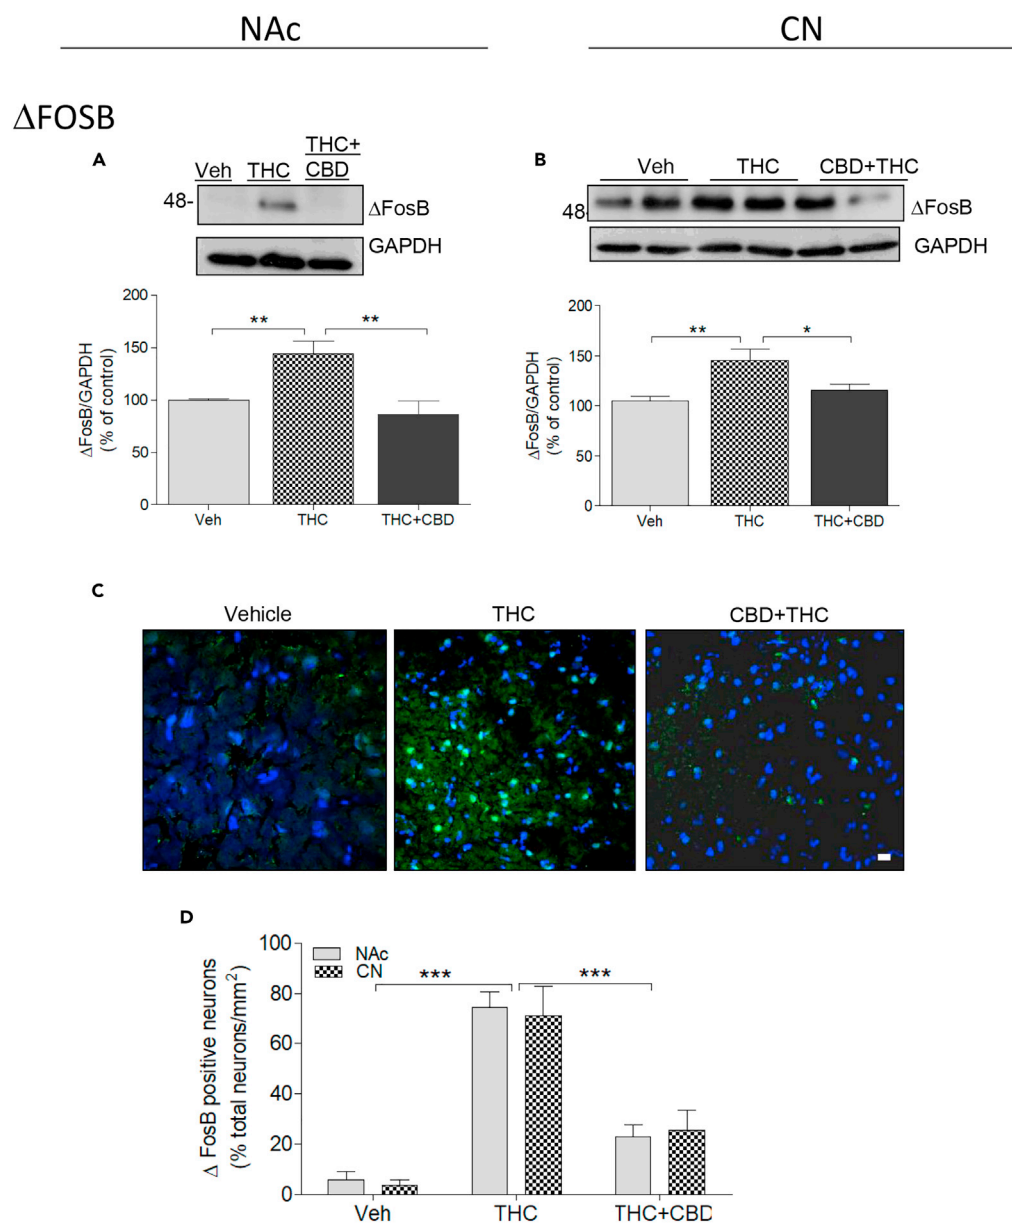 NAc
CN
ΔFOSB
A
Veh THC THC+
CBD
48-
ΔFosB
GAPDH
200
150
100
50
0
ΔFosB/GAPDH
(% of control)
** **
Veh THC THC+CBD
B
Veh THC CBD+THC
48-
ΔFosB
GAPDH
200
150
100
50
0
ΔFosB/GAPDH
(% of control)
** *
Veh THC THC+CBD
C
Vehicle THC CBD+THC
D
100
80
60
40
20
0
Δ FosB positive neurons
(% total neurons/mm²)
NAc
CN
*** ***
Veh THC THC+CBD